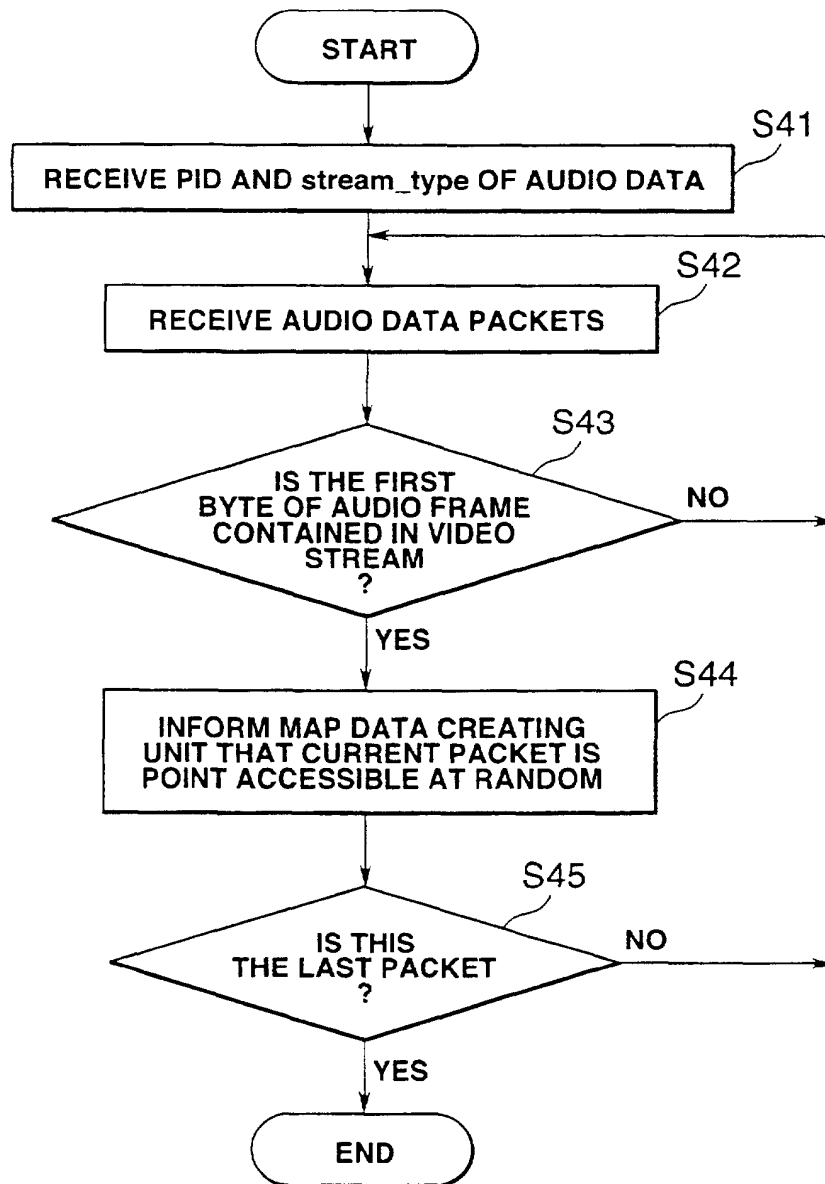 START
S41
RECEIVE PID AND stream_type OF AUDIO DATA
S42
RECEIVE AUDIO DATA PACKETS
S43
IS THE FIRST
BYTE OF AUDIO FRAME
CONTAINED IN VIDEO
STREAM
?
NO
YES
S44
INFORM MAP DATA CREATING
UNIT THAT CURRENT PACKET IS
POINT ACCESSIBLE AT RANDOM
S45
IS THIS
THE LAST PACKET
?
NO
YES
END